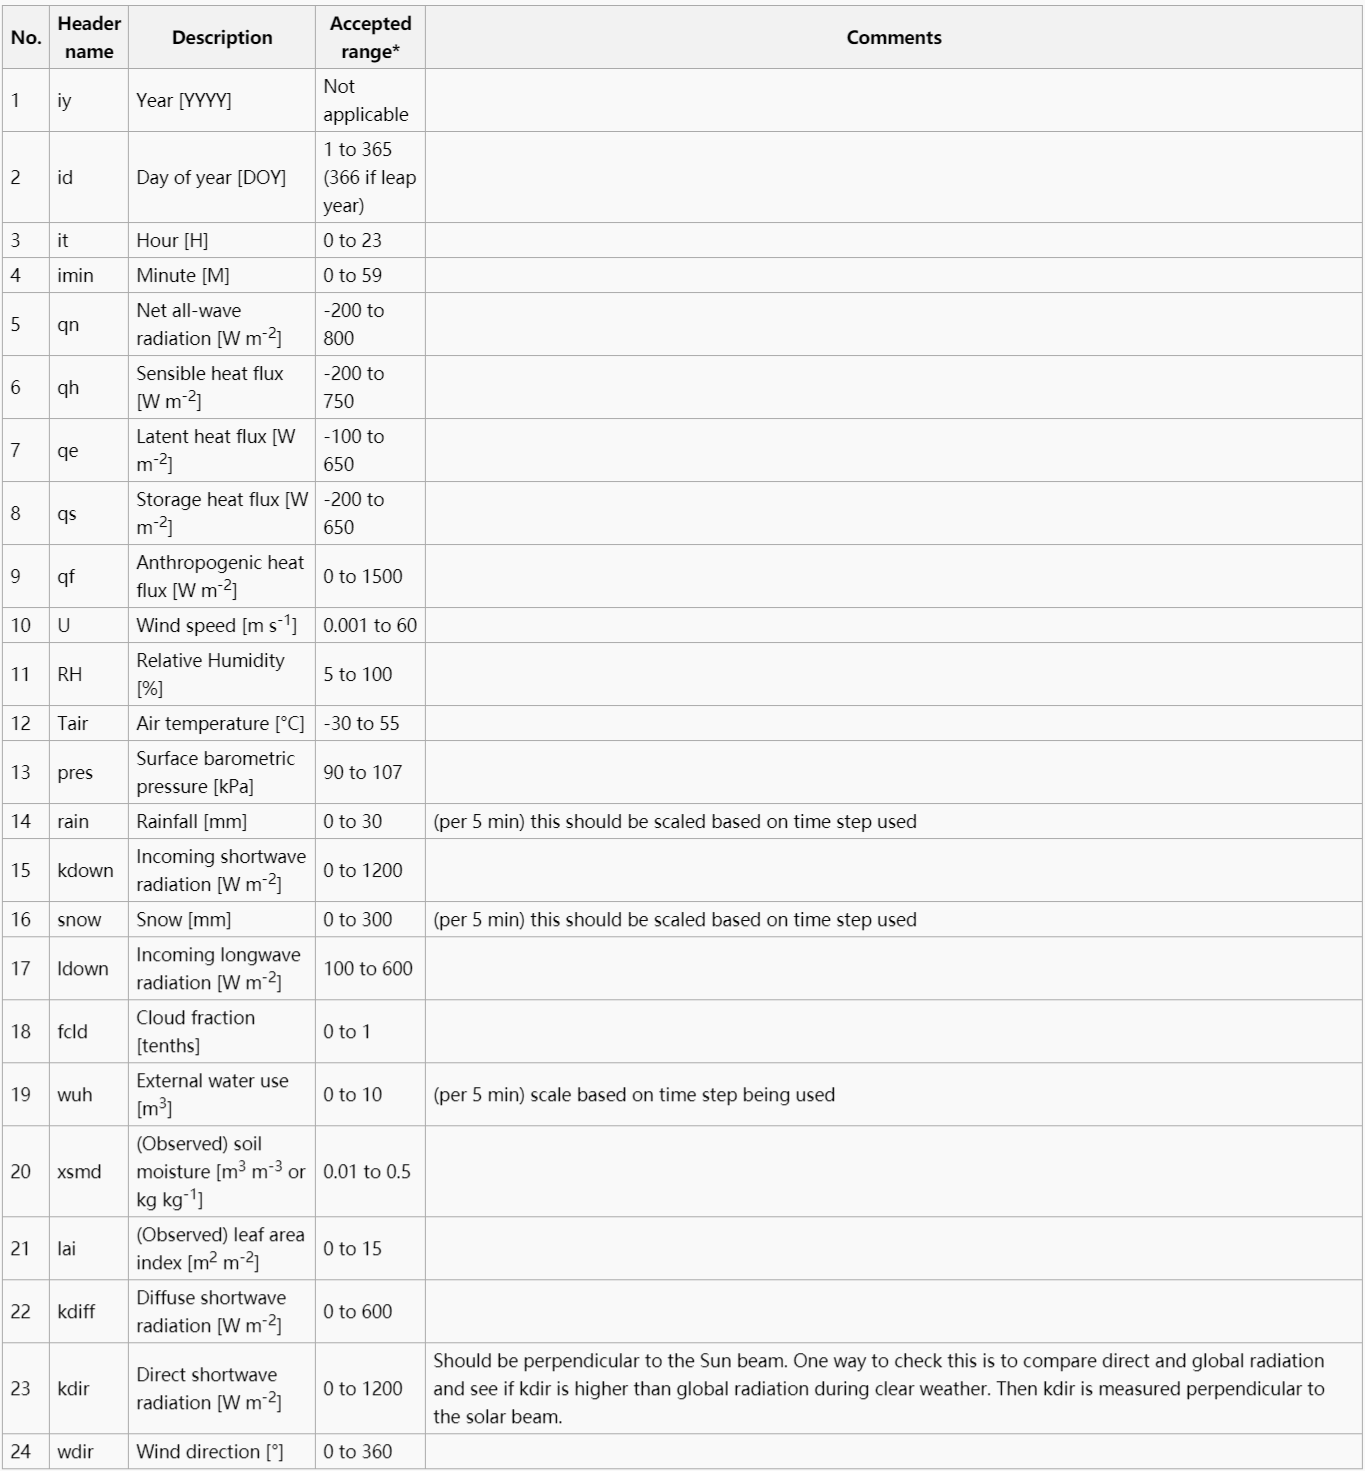 No. Header name Description Accepted range* Comments
1 iy Year [YYYY] Not applicable
2 id Day of year [DOY] 1 to 365 (366 if leap year)
3 it Hour [H] 0 to 23
4 imin Minute [M] 0 to 59
5 qn Net all-wave radiation [W m-2] -200 to 800
6 qh Sensible heat flux [W m-2] -200 to 750
7 qe Latent heat flux [W m-2] -100 to 650
8 qs Storage heat flux [W m-2] -200 to 650
9 qf Anthropogenic heat flux [W m-2] 0 to 1500
10 U Wind speed [m s-1] 0.001 to 60
11 RH Relative Humidity [%] 5 to 100
12 Tair Air temperature [°C] -30 to 55
13 pres Surface barometric pressure [kPa] 90 to 107
14 rain Rainfall [mm] 0 to 30 (per 5 min) this should be scaled based on time step used
15 kdown Incoming shortwave radiation [W m-2] 0 to 1200
16 snow Snow [mm] 0 to 300 (per 5 min) this should be scaled based on time step used
17 ldown Incoming longwave radiation [W m-2] 100 to 600
18 fcld Cloud fraction [tenths] 0 to 1
19 wuh External water use [m3] 0 to 10 (per 5 min) scale based on time step being used
20 xsmd (Observed) soil moisture [m3 m-3 or kg kg-1] 0.01 to 0.5
21 lai (Observed) leaf area index [m2 m-2] 0 to 15
22 kdiff Diffuse shortwave radiation [W m-2] 0 to 600
23 kdir Direct shortwave radiation [W m-2] 0 to 1200 Should be perpendicular to the Sun beam. One way to check this is to compare direct and global radiation and see if kdir is higher than global radiation during clear weather. Then kdir is measured perpendicular to the solar beam.
24 wdir Wind direction [°] 0 to 360